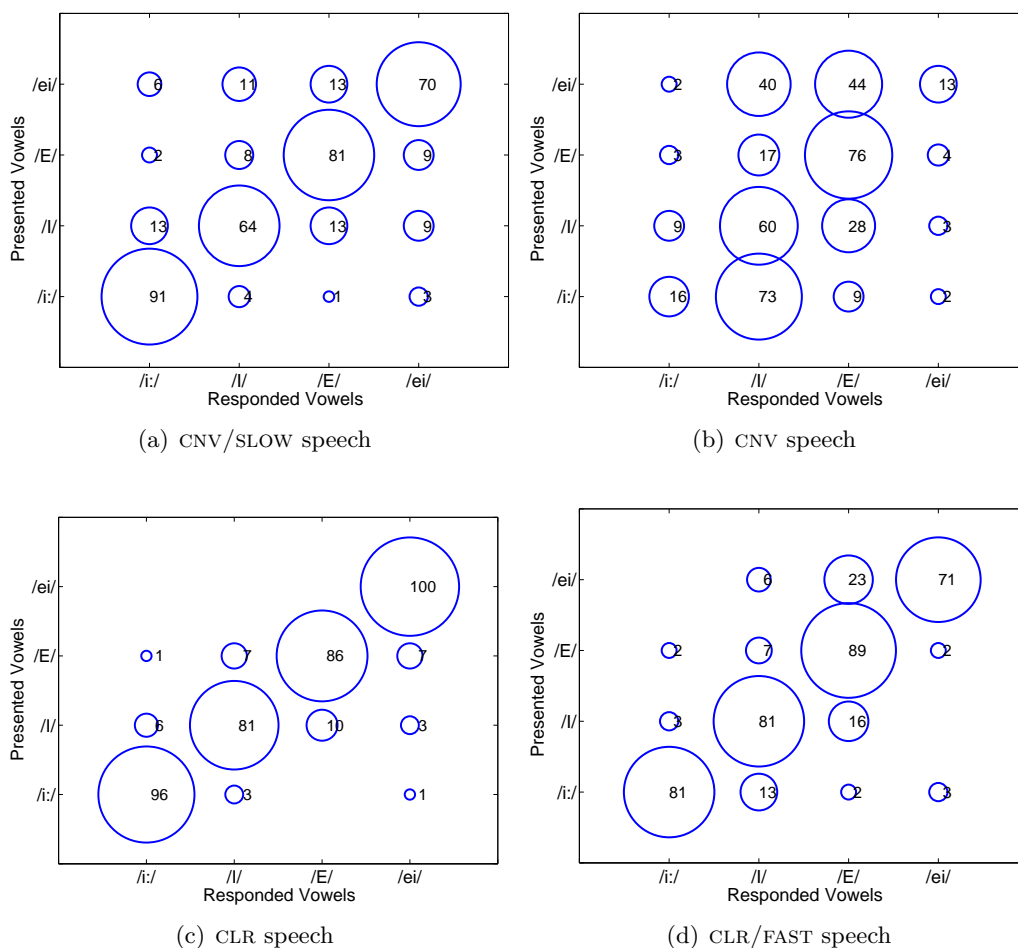 /ei/ 6 11 13 70
/E/ 2 8 81 9
/I/ 13 64 13 9
/i:/ 91 4 1 3
/i:/ /I/ /E/ /ei/
Responded Vowels
Presented Vowels
(a) CNV/SLOW speech
/ei/ 2 40 44 13
/E/ 3 17 76 4
/I/ 9 60 28 3
/i:/ 16 73 9 2
/i:/ /I/ /E/ /ei/
Responded Vowels
Presented Vowels
(b) CNV speech
/ei/ 100
/E/ 1 7 86 7
/I/ 6 81 10 3
/i:/ 96 3 1
/i:/ /I/ /E/ /ei/
Responded Vowels
Presented Vowels
(c) CLR speech
/ei/ 6 23 71
/E/ 2 7 89 2
/I/ 3 81 16
/i:/ 81 13 2 3
/i:/ /I/ /E/ /ei/
Responded Vowels
Presented Vowels
(d) CLR/FAST speech